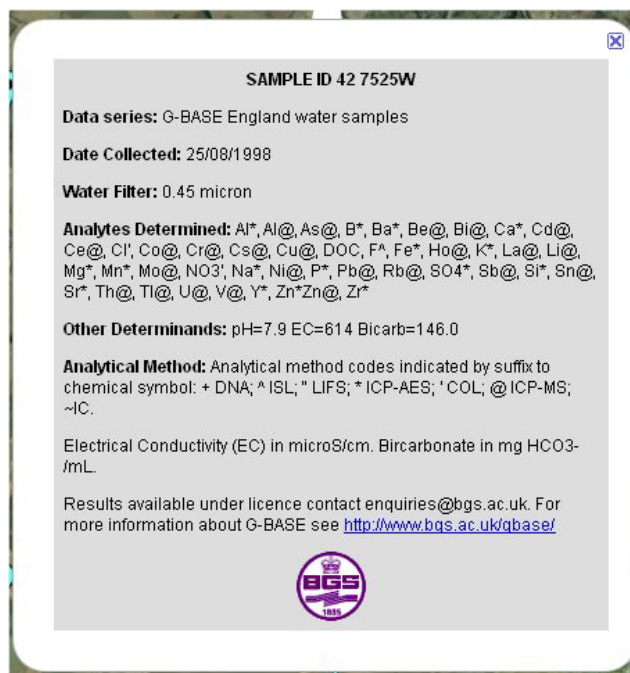 SAMPLE ID 42 7525W
Data series: G-BASE England water samples
Date Collected: 25/08/1998
Water Filter: 0.45 micron
Analytes Determined: Al*, Al@, As@, B*, Ba*, Be@, Bi@, Ca*, Cd@,
Ce@, Cl', Co@, Cr@, Cs@, Cu@, DOC, F^, Fe*, Ho@, K*, La@, Li@,
Mg*, Mn*, Mo@, NO3', Na*, Ni@, P*, Pb@, Rb@, SO4*, Sb@, Si*, Sn@,
Sr*, Th@, Tl@, U@, V@, Y*, Zn*Zn@, Zr*
Other Determinands: pH=7.9 EC=614 Bicarb=146.0
Analytical Method: Analytical method codes indicated by suffix to
chemical symbol: + DNA; ^ ISL; " LIFS; * ICP-AES; ' COL; @ ICP-MS;
~IC.
Electrical Conductivity (EC) in microS/cm. Bircarbonate in mg HCO3-
/mL.
Results available under licence contact enquiries@bgs.ac.uk. For
more information about G-BASE see http://www.bgs.ac.uk/gbase/
BGS
1835